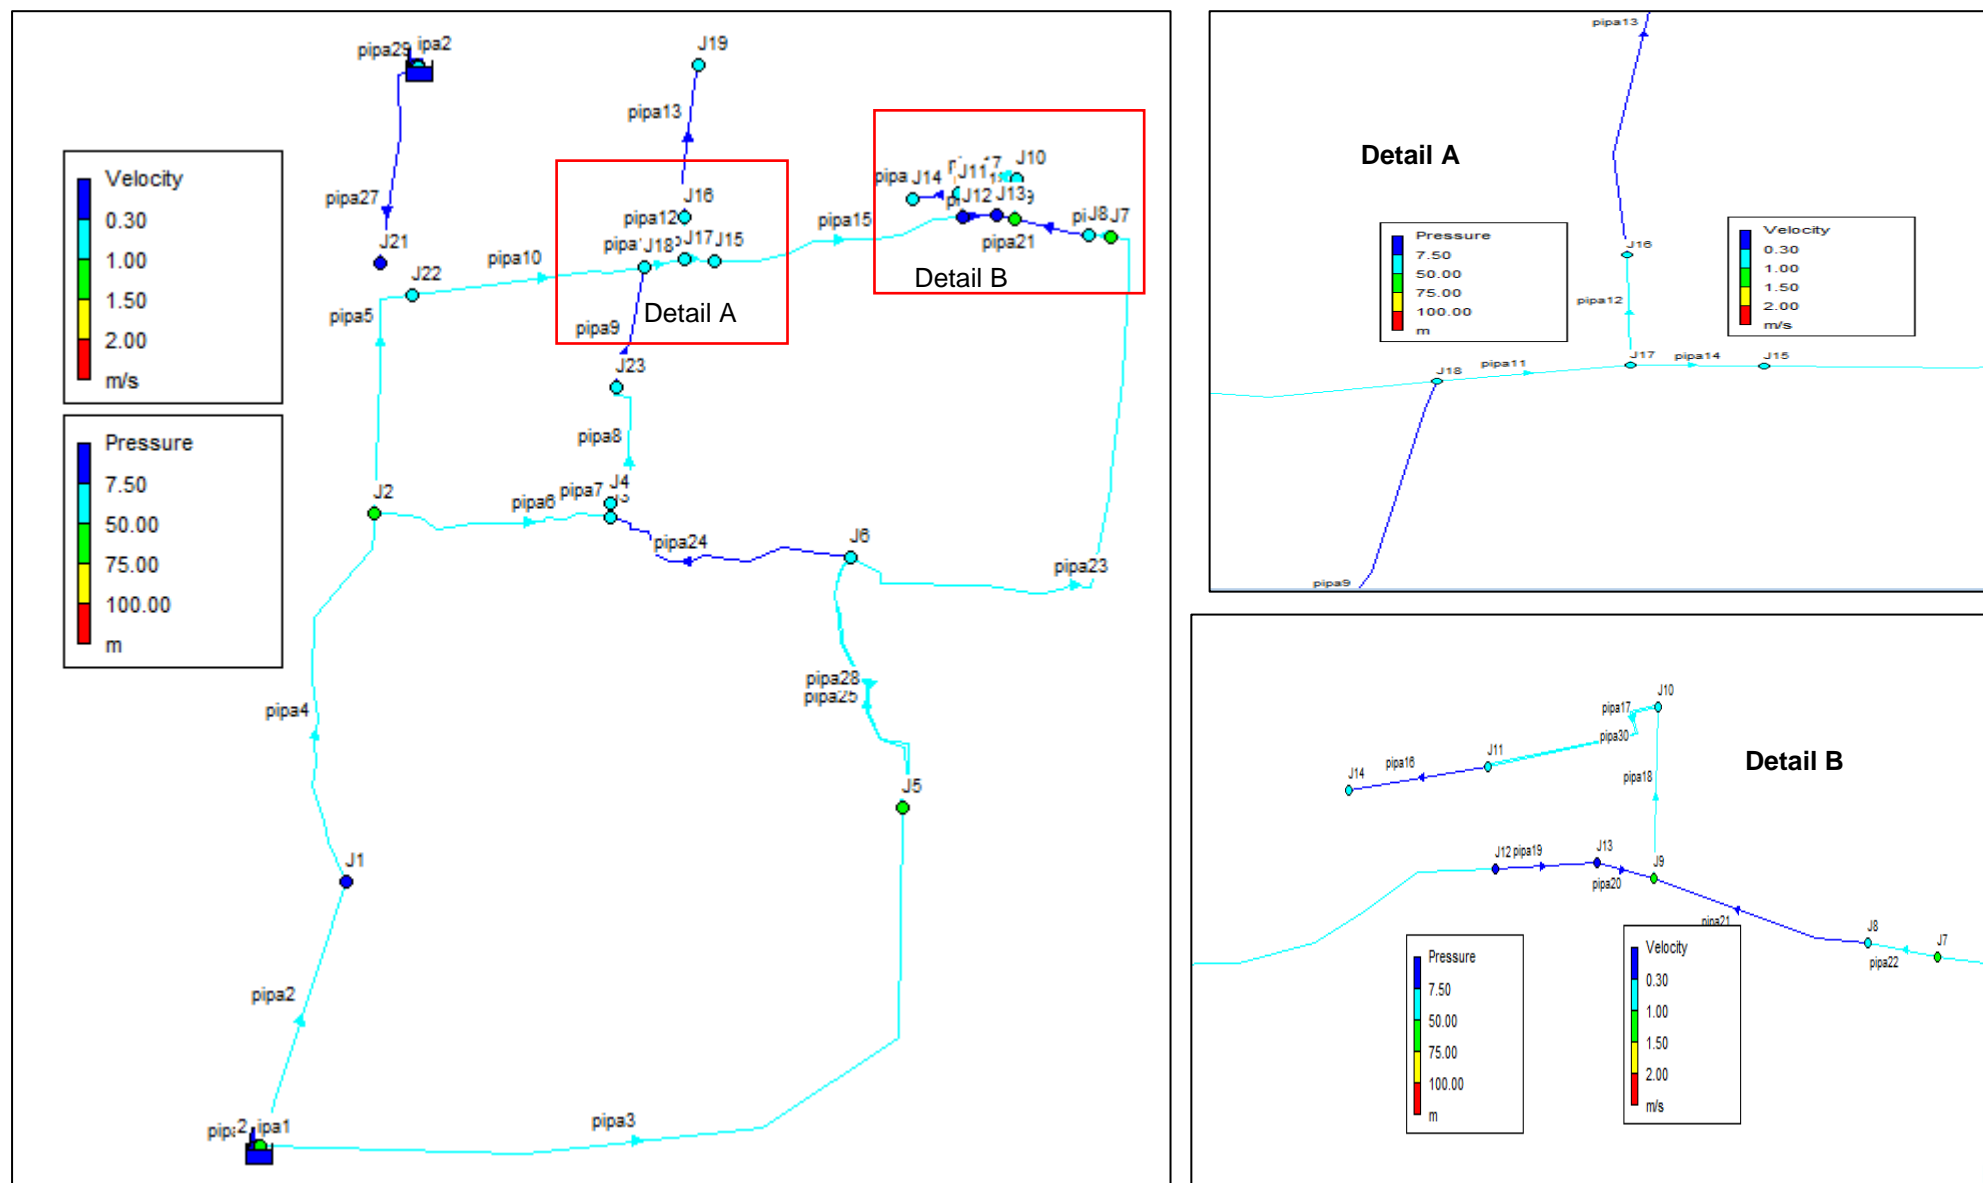 pipa29
ipa2
J19
pipa13
Velocity
0.30
1.00
1.50
2.00
m/s
pipa27
J21
J22
pipa10
pipa5
J16
pipa12
J18
J17
J15
pipa15
Detail A
pipa9
J23
J14
J11
J10
J12
J13
J8
J7
pipa21
Detail B
Pressure
7.50
50.00
75.00
100.00
m
pipa8
J4
pipa7
J2
pipa6
pipa24
J6
pipa23
pipa28
pipa25
pipa4
J5
J1
pipa2
pipa3
ipa1
pipa13
Detail A
Pressure
7.50
50.00
75.00
100.00
m
Velocity
0.30
1.00
1.50
2.00
m/s
J16
pipa12
J17
pipa14
J15
pipa11
J18
pipa9
J10
pipa17
pipa30
J11
pipa16
J14
Detail B
pipa18
J12
pipa19
J13
J9
pipa20
pipa21
J8
J7
pipa22
Pressure
7.50
50.00
75.00
100.00
m
Velocity
0.30
1.00
1.50
2.00
m/s